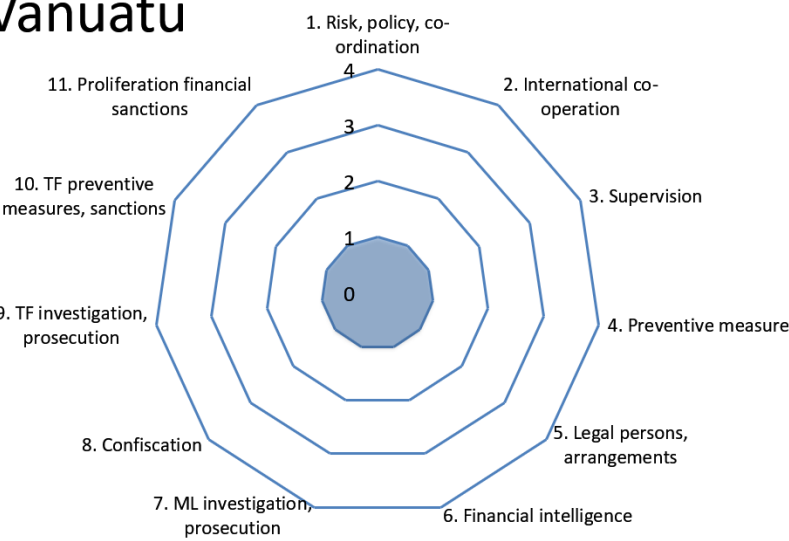 Vanuatu
1. Risk, policy, co-
ordination
2. International co-
operation
3. Supervision
4. Preventive measure
5. Legal persons,
arrangements
6. Financial intelligence
7. ML investigation,
prosecution
8. Confiscation
9. TF investigation,
prosecution
10. TF preventive
measures, sanctions
11. Proliferation financial
sanctions
4
3
2
1
0